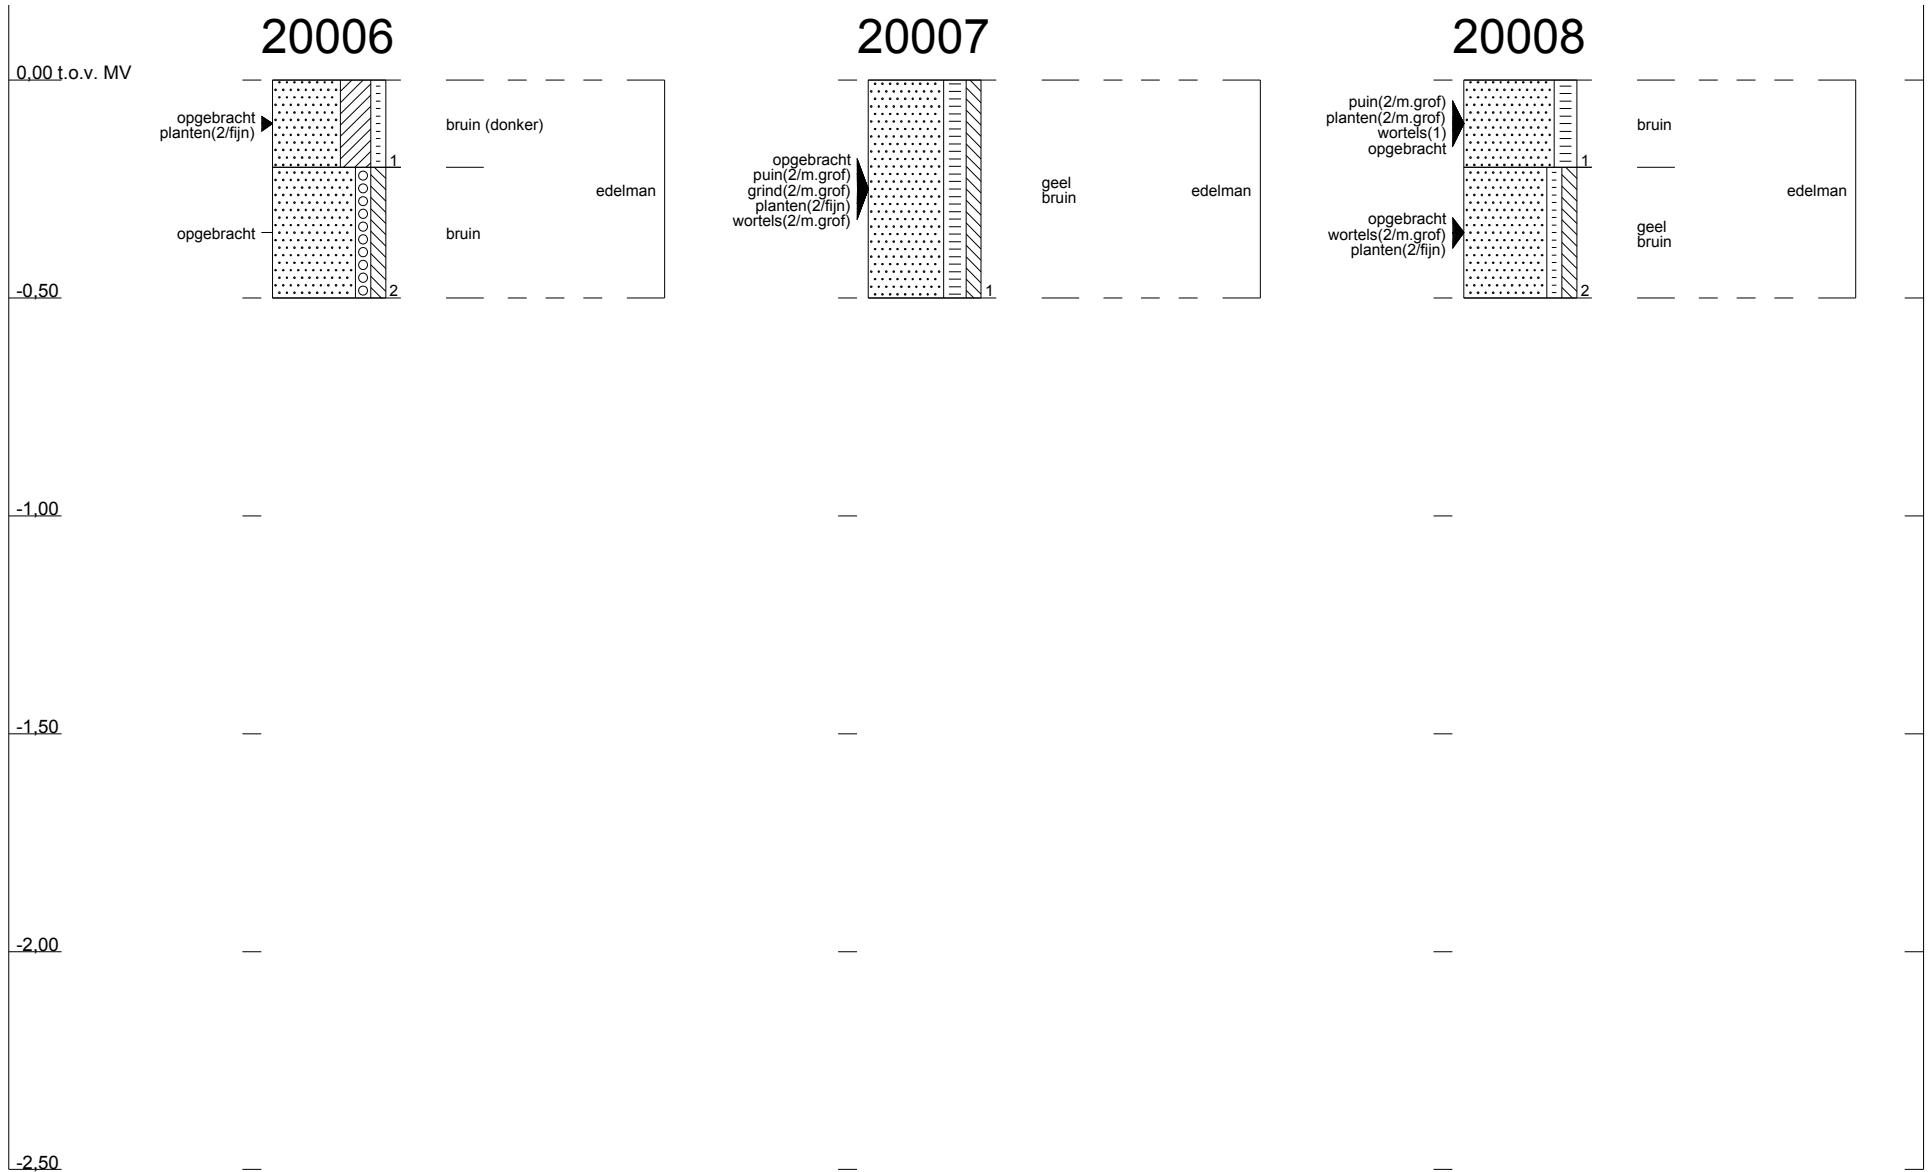 20006
20007
20008
0,00 t.o.v. MV
opgebracht
planten(2/fijn)
bruin (donker)
1
edelman
opgebracht
bruin
2
opgebracht
puin(2/m.grof)
grind(2/m.grof)
planten(2/fijn)
wortels(2/m.grof)
geel
bruin
edelman
1
puin(2/m.grof)
planten(2/m.grof)
wortels(1)
opgebracht
bruin
1
edelman
opgebracht
wortels(2/m.grof)
planten(2/fijn)
geel
bruin
2
-0,50
-1,00
-1,50
-2,00
-2,50